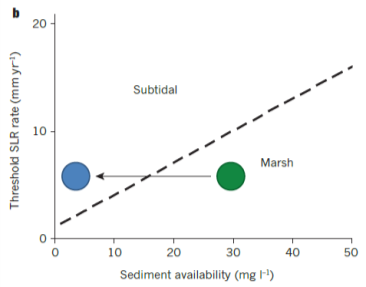 b
Threshold SLR rate (mm yr⁻¹)
20
10
0
Subtidal
Marsh
0 10 20 30 40 50
Sediment availability (mg l⁻¹)